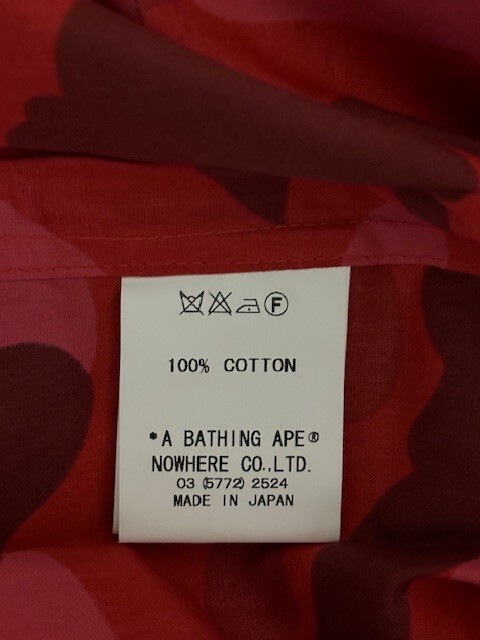 F
100% COTTON
*A BATHING APE®
NOWHERE CO.,LTD.
03 (5772) 2524
MADE IN JAPAN